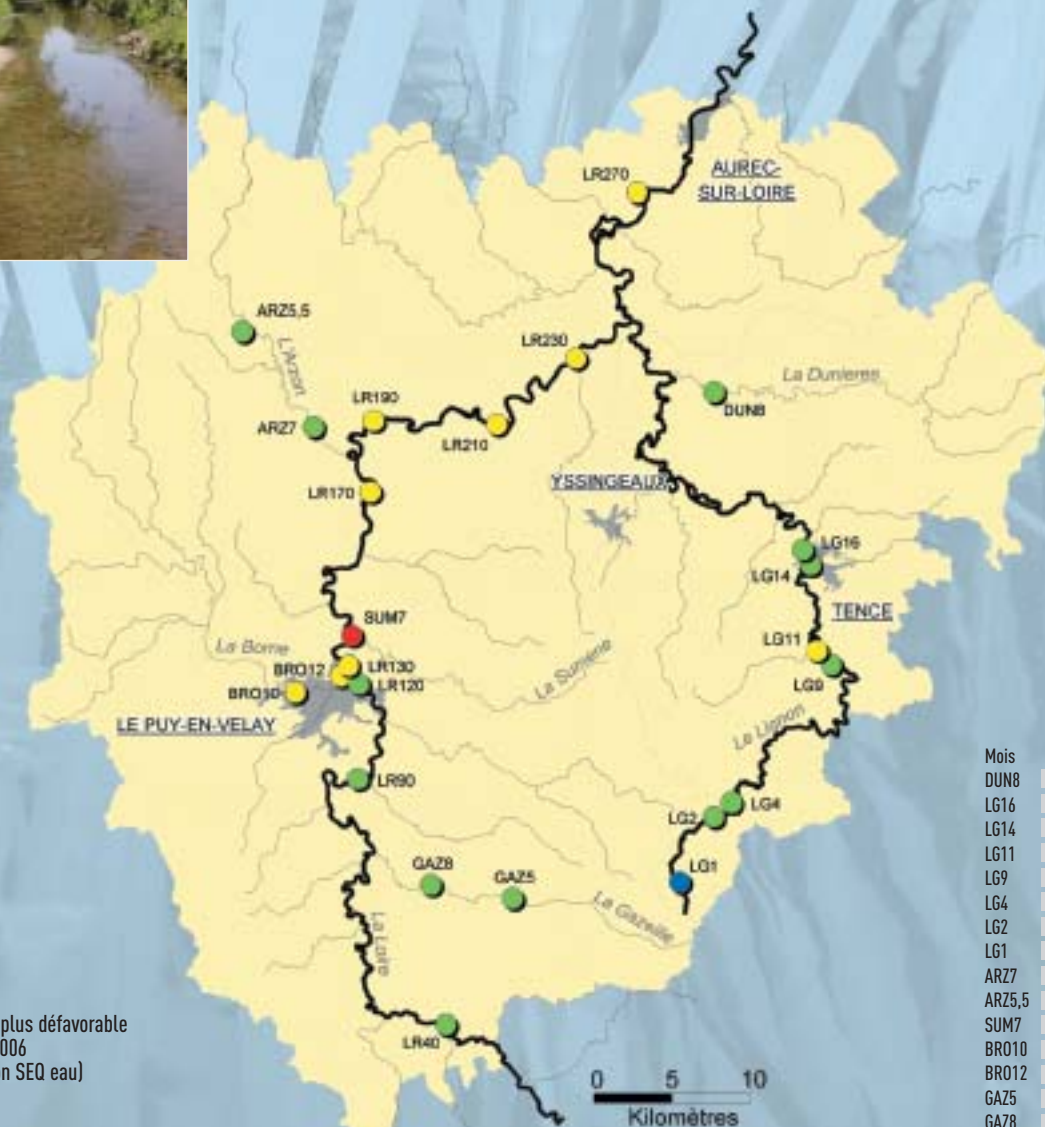 LR270
AUREC-
SUR-LOIRE
ARZ5,5
L'Arzon
LR230
La Dunieres
DUN8
LR190
ARZ7
LR210
LR170
YSSINGEAUX
LG16
LG14
TENCE
SUM7
La Borne
LG11
BRO12
LR130
LR120
La Sumène
LG9
BRO10
LE PUY-EN-VELAY
Le Lignon
LR90
LG4
LG2
LG1
GAZ8
GAZ5
La Gazeille
La Loire
LR40
plus défavorable
006
on SEQ eau)
0 5 10
Kilomètres
Mois
DUN8
LG16
LG14
LG11
LG9
LG4
LG2
LG1
ARZ7
ARZ5,5
SUM7
BRO10
BRO12
GAZ5
GAZ8